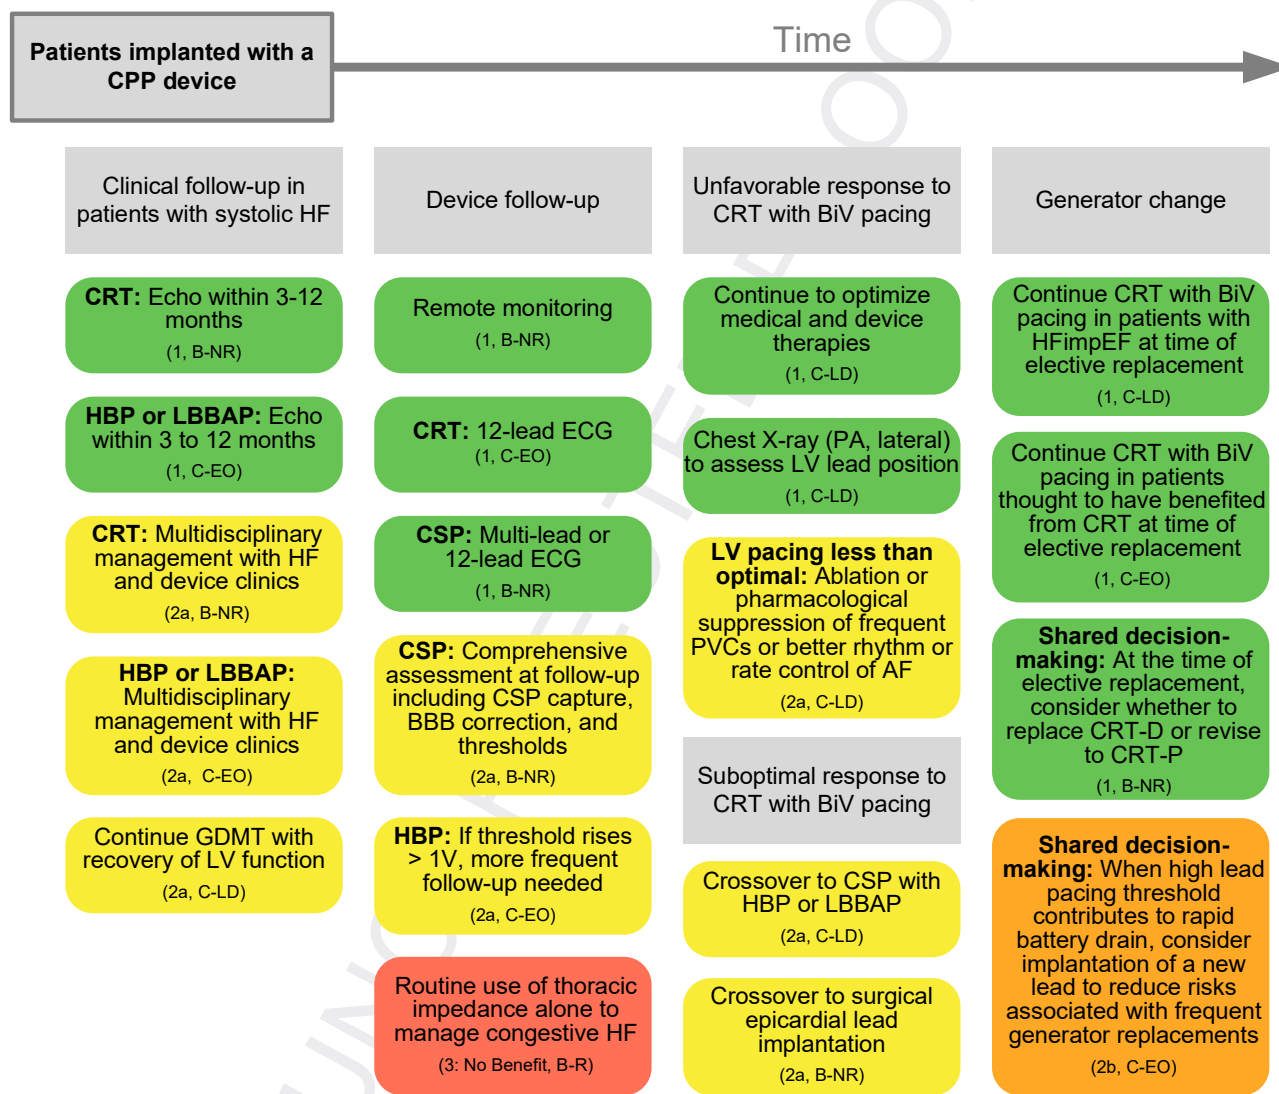 Patients implanted with a
CPP device
Time
Clinical follow-up in
patients with systolic HF
CRT: Echo within 3-12
months
(1, B-NR)
HBP or LBBAP: Echo
within 3 to 12 months
(1, C-EO)
CRT: Multidisciplinary
management with HF
and device clinics
(2a, B-NR)
HBP or LBBAP:
Multidisciplinary
management with HF
and device clinics
(2a, C-EO)
Continue GDMT with
recovery of LV function
(2a, C-LD)
Device follow-up
Remote monitoring
(1, B-NR)
CRT: 12-lead ECG
(1, C-EO)
CSP: Multi-lead or
12-lead ECG
(1, B-NR)
CSP: Comprehensive
assessment at follow-up
including CSP capture,
BBB correction, and
thresholds
(2a, B-NR)
HBP: If threshold rises
> 1V, more frequent
follow-up needed
(2a, C-EO)
Routine use of thoracic
impedance alone to
manage congestive HF
(3: No Benefit, B-R)
Unfavorable response to
CRT with BiV pacing
Continue to optimize
medical and device
therapies
(1, C-LD)
Chest X-ray (PA, lateral)
to assess LV lead position
(1, C-LD)
LV pacing less than
optimal: Ablation or
pharmacological
suppression of frequent
PVCs or better rhythm or
rate control of AF
(2a, C-LD)
Suboptimal response to
CRT with BiV pacing
Crossover to CSP with
HBP or LBBAP
(2a, C-LD)
Crossover to surgical
epicardial lead
implantation
(2a, B-NR)
Generator change
Continue CRT with BiV
pacing in patients with
HFimpEF at time of
elective replacement
(1, C-LD)
Continue CRT with BiV
pacing in patients
thought to have benefited
from CRT at time of
elective replacement
(1, C-EO)
Shared decision-
making: At the time of
elective replacement,
consider whether to
replace CRT-D or revise
to CRT-P
(1, B-NR)
Shared decision-
making: When high lead
pacing threshold
contributes to rapid
battery drain, consider
implantation of a new
lead to reduce risks
associated with frequent
generator replacements
(2b, C-EO)